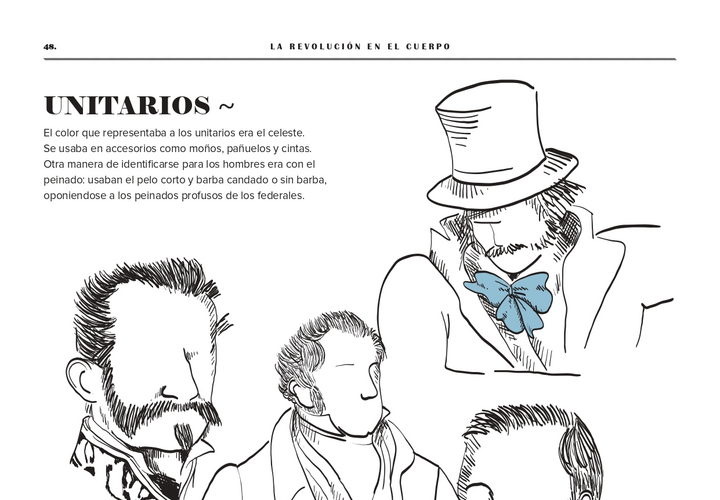 48.
LA REVOLUCIÓN EN EL CUERPO
UNITARIOS ~
El color que representaba a los unitarios era el celeste.
Se usaba en accesorios como moños, pañuelos y cintas.
Otra manera de identificarse para los hombres era con el
peinado: usaban el pelo corto y barba candado o sin barba,
oponiendose a los peinados profusos de los federales.